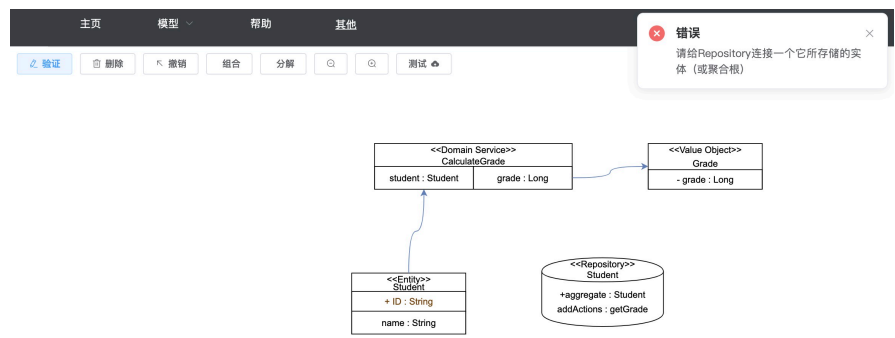 主页 模型 帮助 其他
错误
请给Repository连接一个它所存储的实
体（或聚合根）
验证 删除 撤销 组合 分解 测试
<<Domain Service>>
CalculateGrade
student : Student grade : Long
<<Value Object>>
Grade
- grade : Long
<<Entity>>
Student
+ ID : String
name : String
<<Repository>>
Student
+aggregate : Student
addActions : getGrade